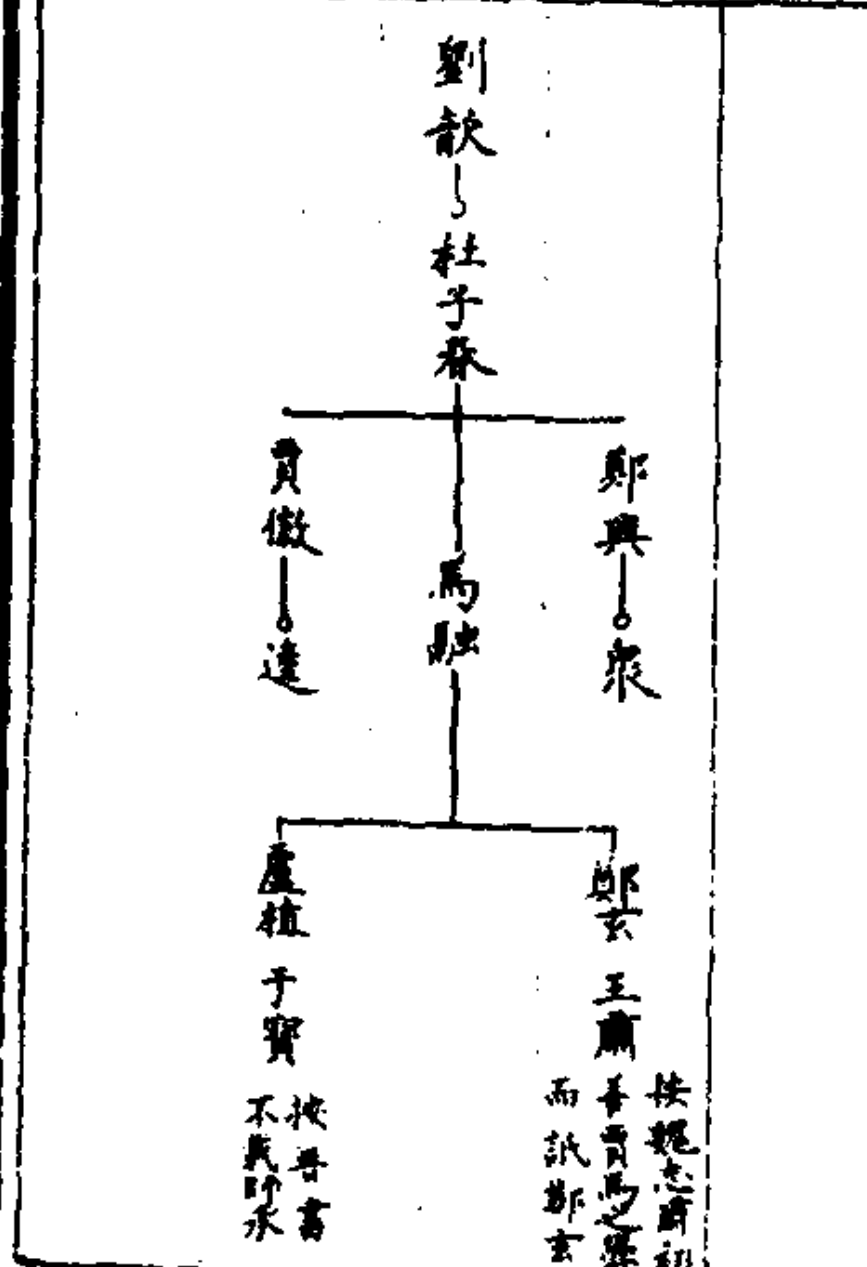 劉歆
杜子春
鄭興
衆
馬融
賈徽
逵
鄭玄
王肅
按魏志肅初
善賈馬之學
而詆鄭玄
盧植
于寶
按晉書
不載師承